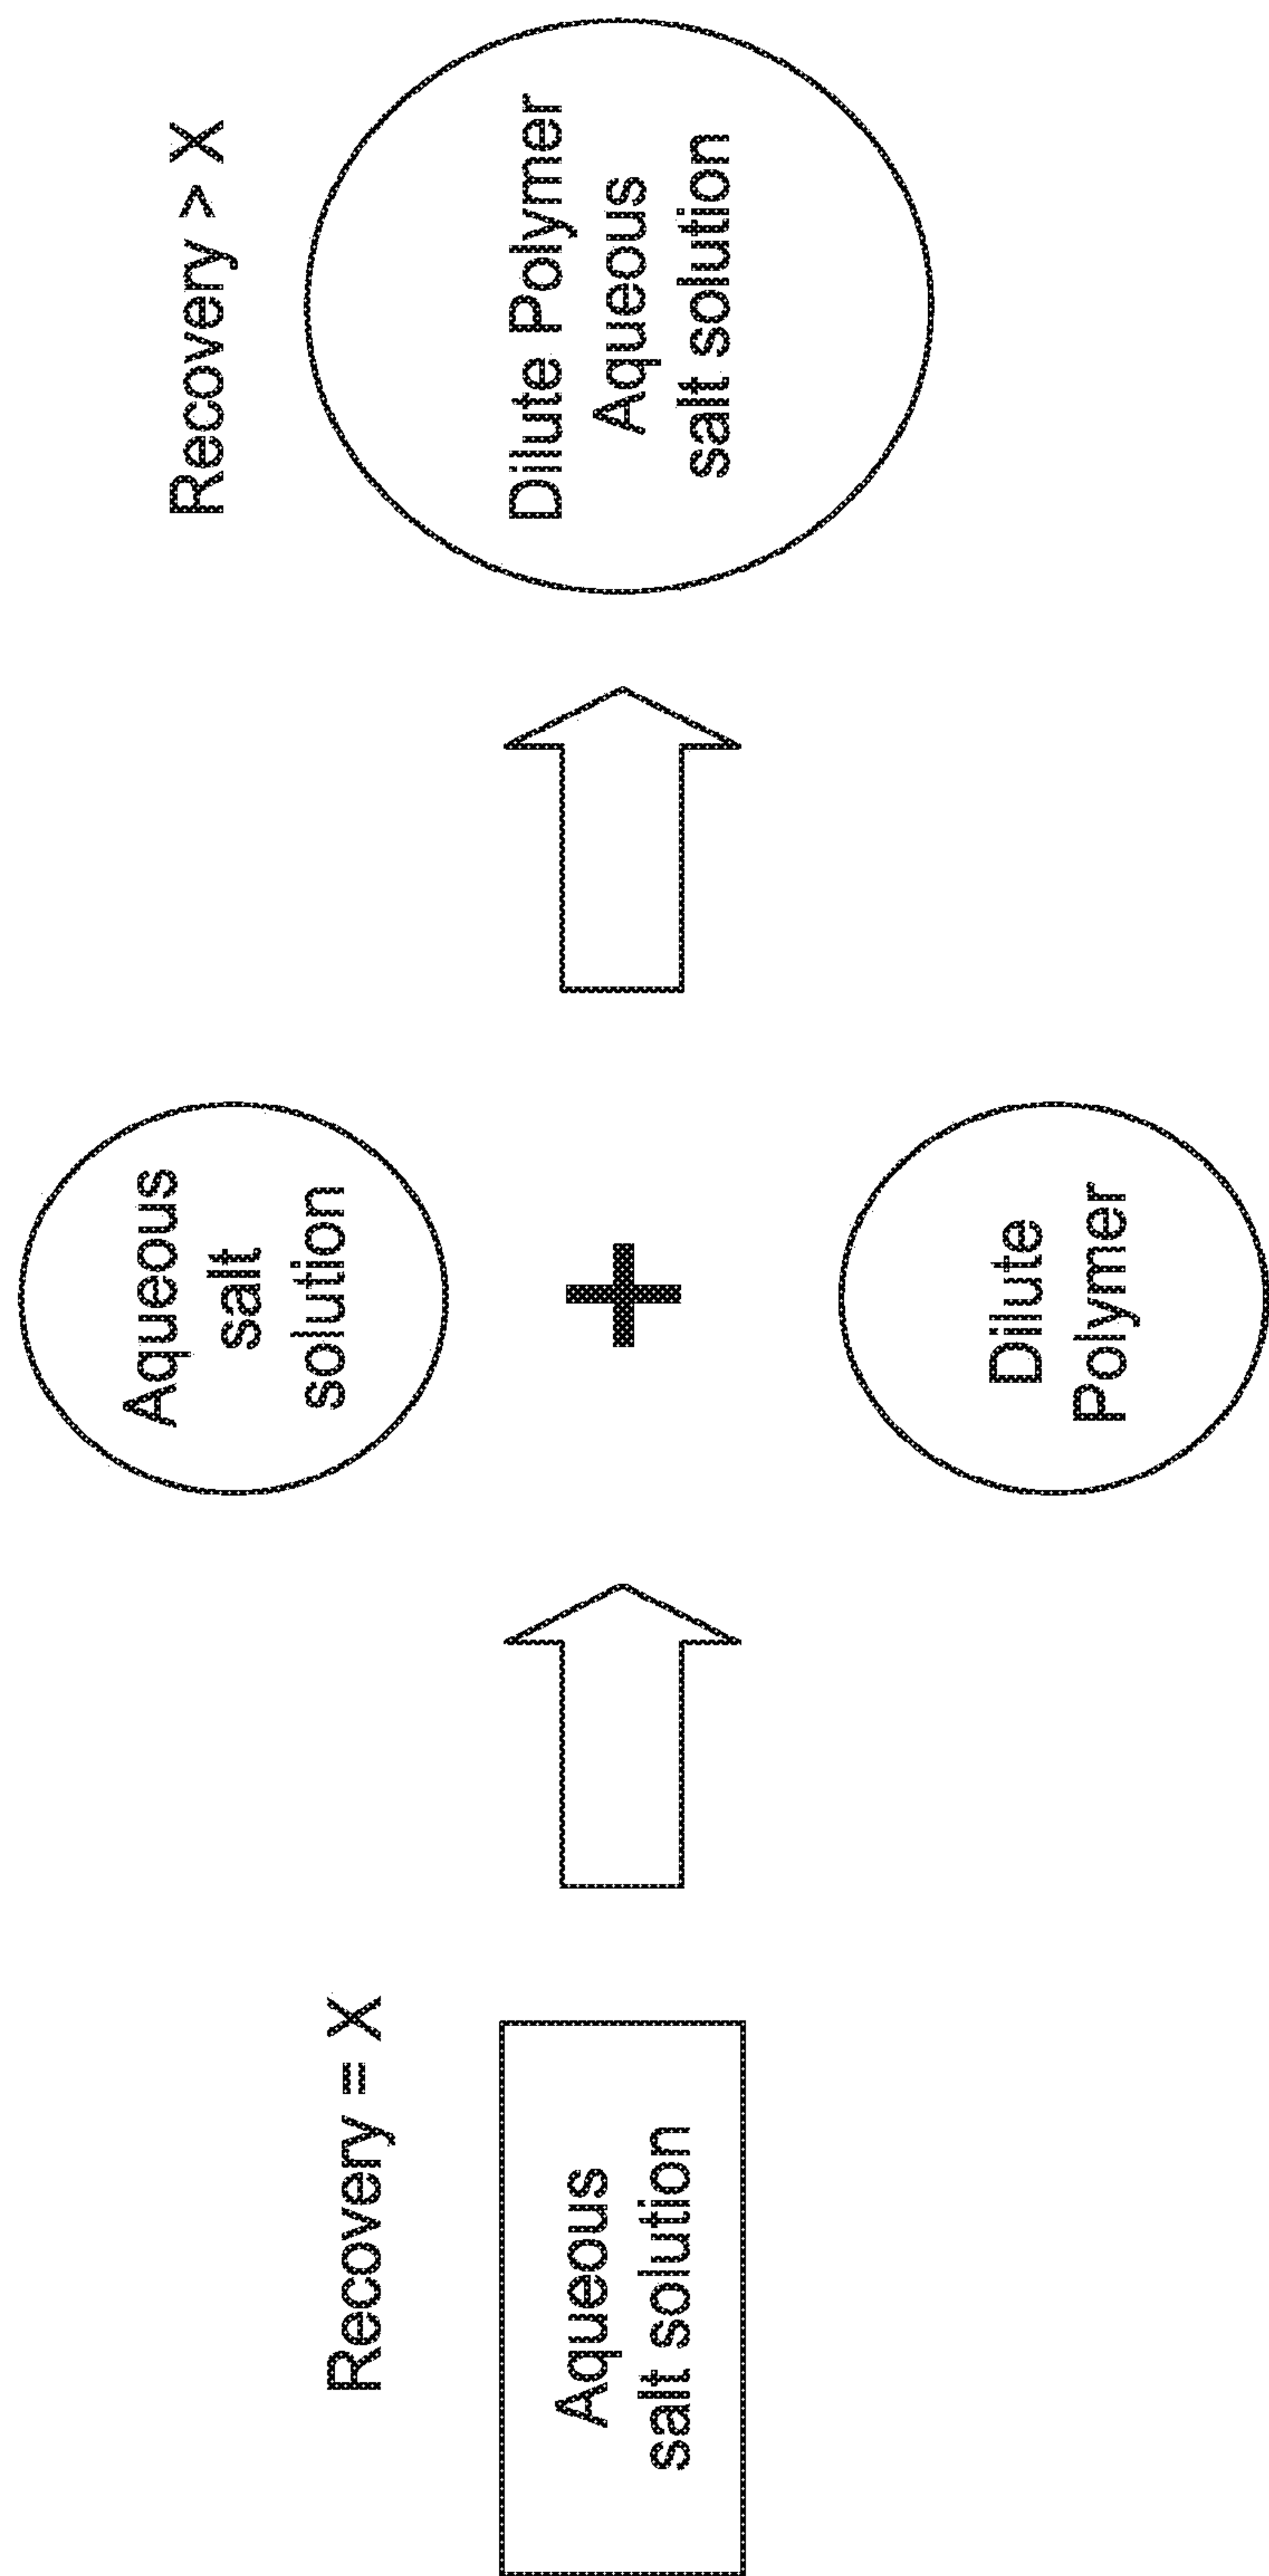 Recovery = X
Aqueous
salt solution
Aqueous
salt
solution
+
Dilute
Polymer
Recovery > X
Dilute Polymer
Aqueous
salt solution